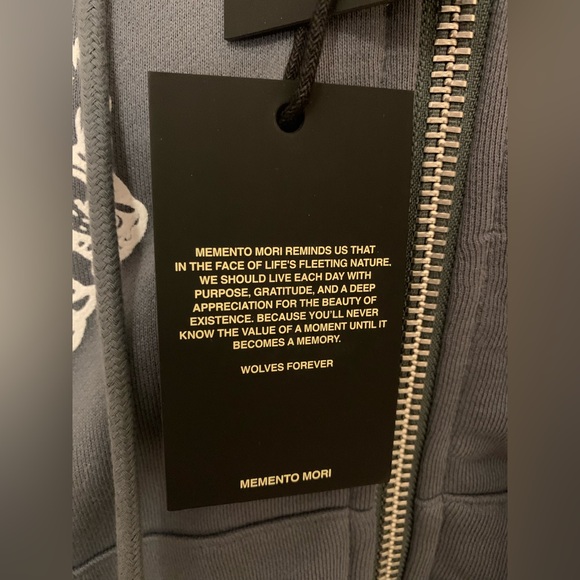 MEMENTO MORI REMINDS US THAT
IN THE FACE OF LIFE'S FLEETING NATURE.
WE SHOULD LIVE EACH DAY WITH
PURPOSE, GRATITUDE, AND A DEEP
APPRECIATION FOR THE BEAUTY OF
EXISTENCE. BECAUSE YOU'LL NEVER
KNOW THE VALUE OF A MOMENT UNTIL IT
BECOMES A MEMORY.
WOLVES FOREVER
MEMENTO MORI